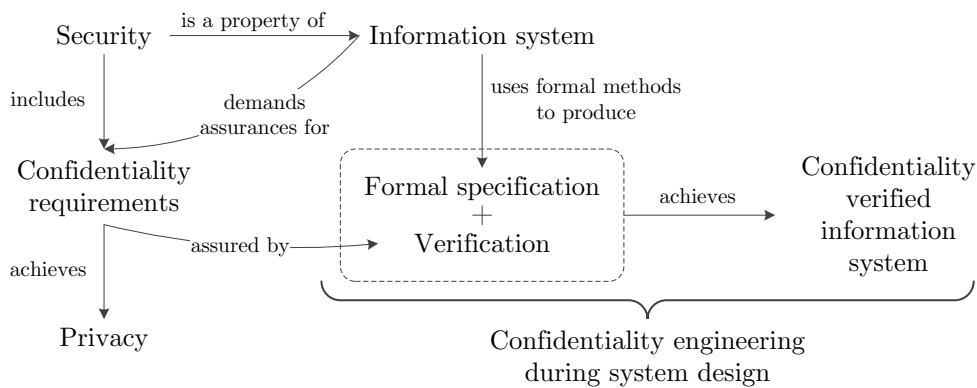 is a property of
Security
Information system
includes
demands
assurances for
uses formal methods
to produce
Confidentiality
requirements
Formal specification
+
Verification
achieves
Confidentiality
verified
information
system
assured by
achieves
Privacy
Confidentiality engineering
during system design